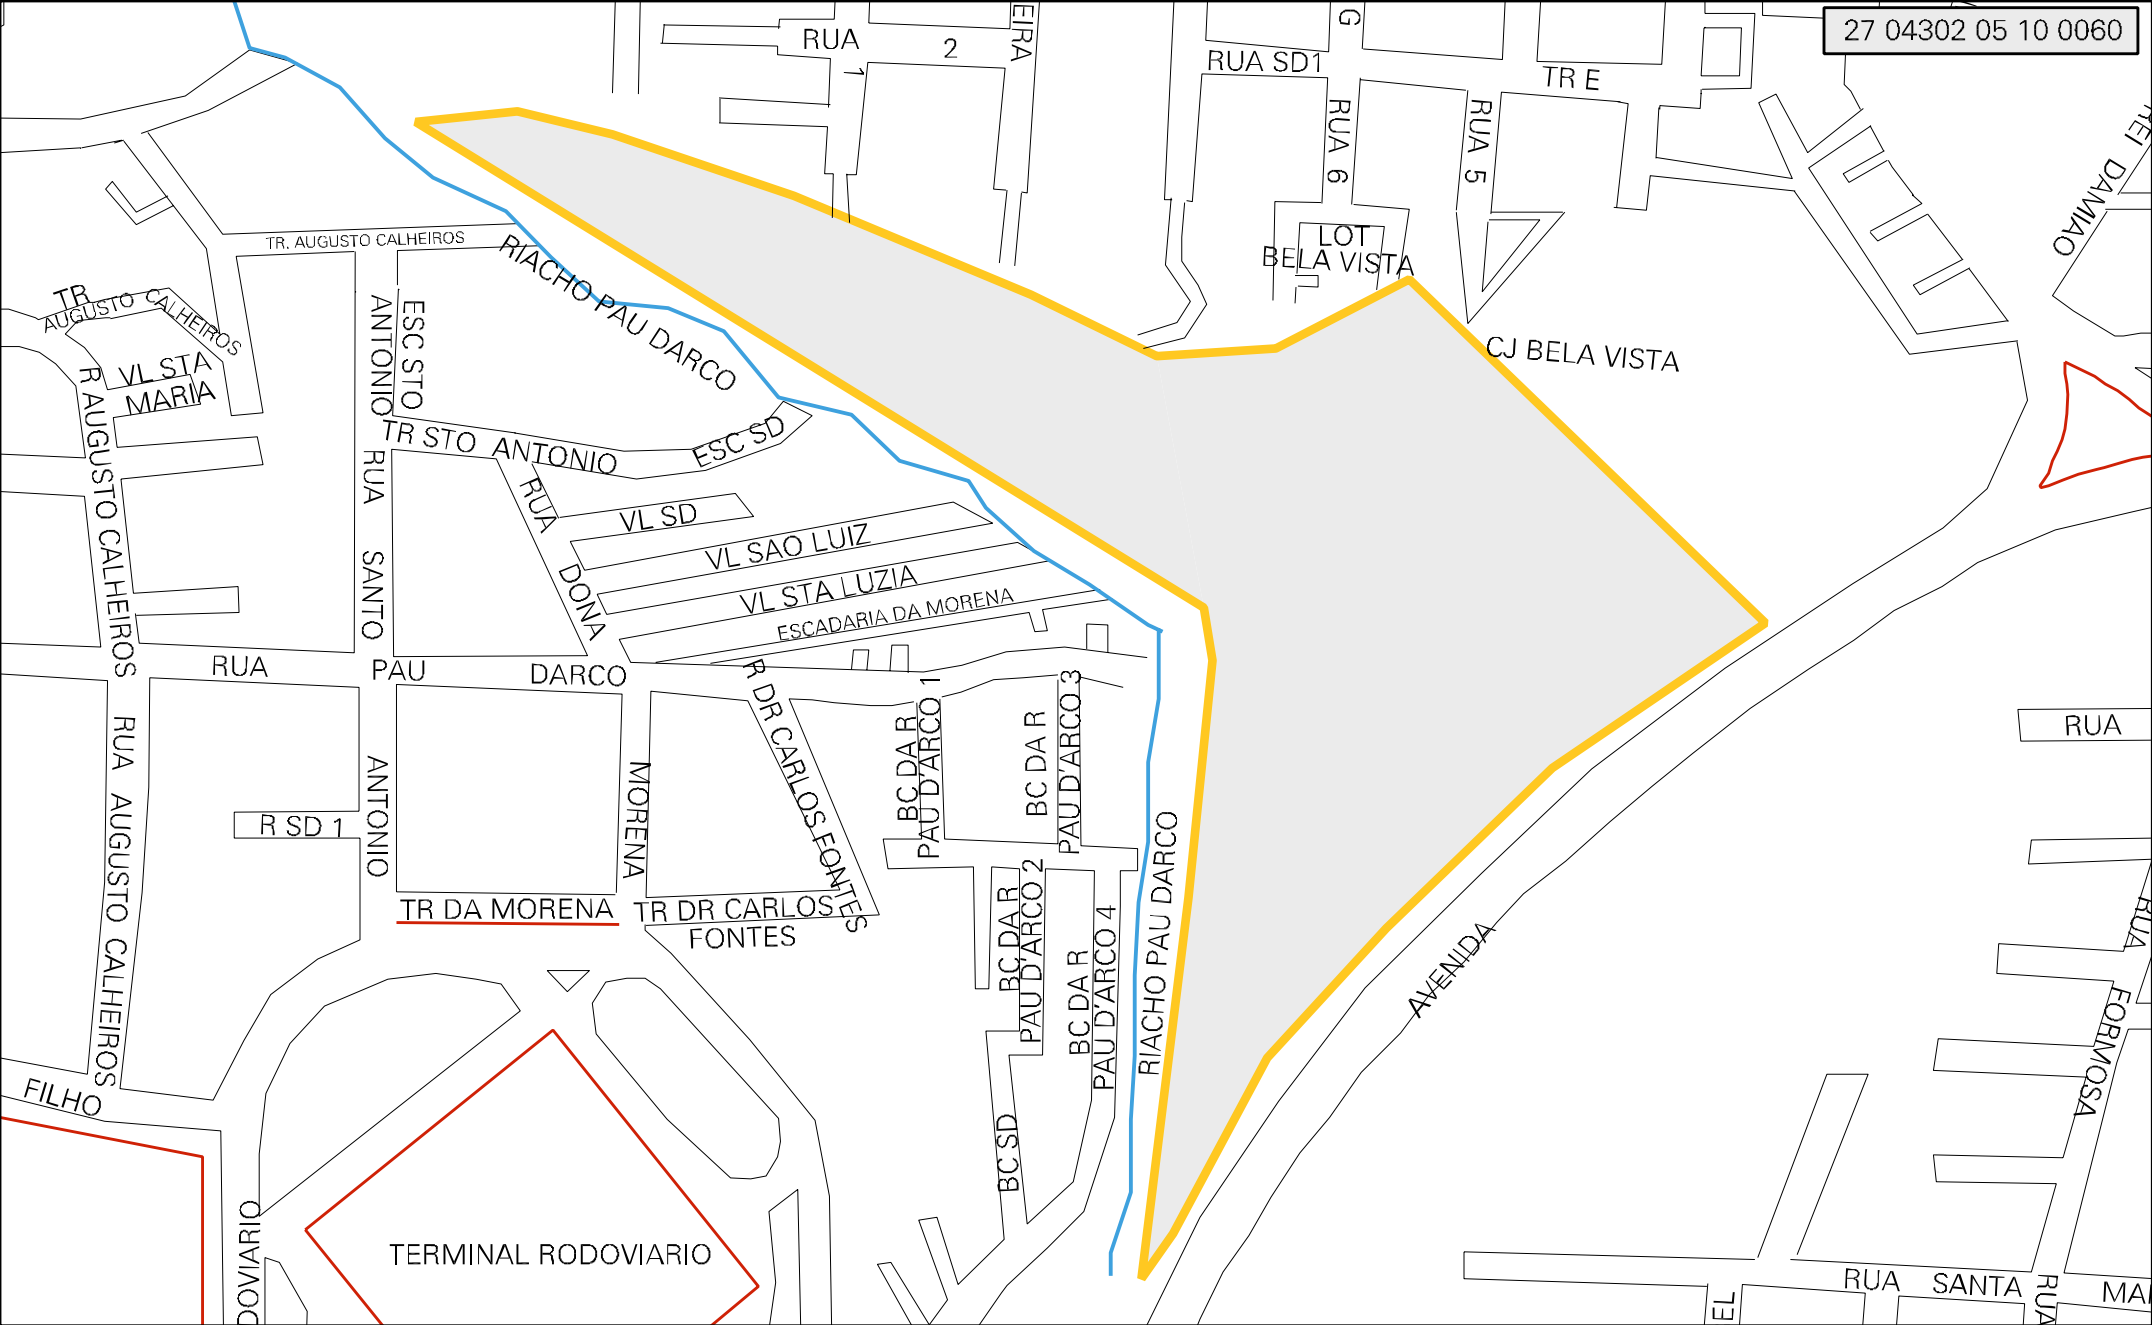 27 04302 05 10 0060
EIRA
G
RUA
2
1
RUA SD1
TR E
RUA 6
RUA 5
REI DAMIAO
LOT
BELA VISTA
CJ BELA VISTA
TR. AUGUSTO CALHEIROS
RIACHO PAU DARCO
TR
AUGUSTO CALHEIROS
VL STA
MARIA
ESC STO
ANTONIO
R AUGUSTO CALHEIROS
TR STO ANTONIO
ESC SD
RUA SANTO ANTONIO
RUA DONA MORENA
VL SD
VL SAO LUIZ
VL STA LUZIA
ESCADARIA DA MORENA
RUA PAU DARCO
R DR CARLOS FONTES
BC DA R
PAU D'ARCO 1
BC DA R
PAU D'ARCO 3
RUA AUGUSTO CALHEIROS
R SD 1
TR DA MORENA
TR DR CARLOS
FONTES
BC DA R
PAU D'ARCO 2
BC DA R
PAU D'ARCO 4
RIACHO PAU DARCO
BC SD
AVENIDA
RUA
RUA FORMOSA
FILHO
DOVIARIO
TERMINAL RODOVIARIO
RUA SANTA MA
EL
RUA